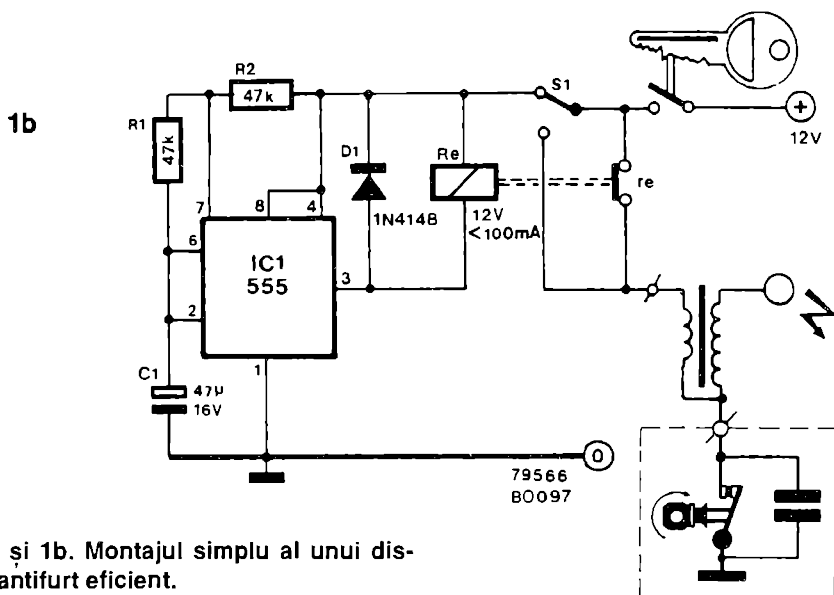 1b
R2
47k
R1
47k
S1
12V
D1
1N4148
Re
12V
<100mA
re
7
8
4
6
IC1
555
3
2
1
C1
47µ
16V
0
79566
80097
și 1b. Montajul simplu al unui dis-
antifurt eficient.